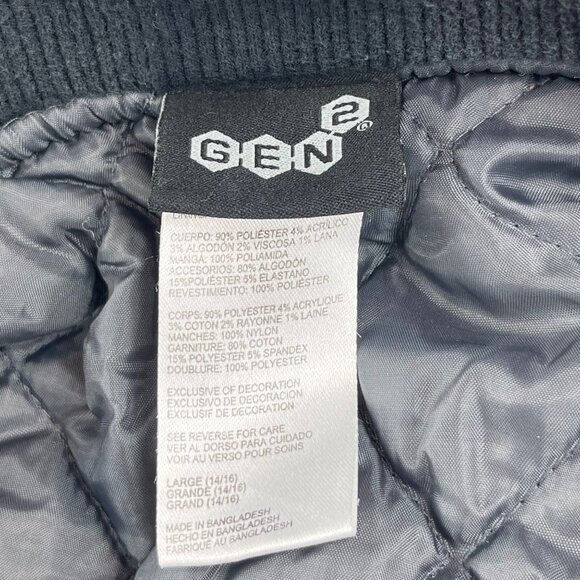 GEN2®
CUERPO: 90% POLIÉSTER 4% ACRÍLICO
3% ALGODÓN 2% VISCOSA 1% LANA
MANGA: 100% POLIAMIDA
ACCESORIOS: 80% ALGODÓN
15%POLIÉSTER 5% ELASTANO
REVESTIMIENTO: 100% POLIÉSTER
CORPS: 90% POLYESTER 4% ACRYLIQUE
3% COTON 2% RAYONNE 1% LAINE
MANCHES: 100% NYLON
GARNITURE: 80% COTON
15% POLYESTER 5% SPANDEX
DOUBLURE: 100% POLYESTER
EXCLUSIVE OF DECORATION
EXCLUSIVO DE DECORACION
EXCLUSIF DE DECORATION
SEE REVERSE FOR CARE
VER AL DORSO PARA CUIDADO
VOIR AU VERSO POUR SOINS
LARGE (14/16)
GRANDE (14/16)
GRAND (14/16)
MADE IN BANGLADESH
HECHO EN BANGLADESH
FABRIQUÉ AU BANGLADESH